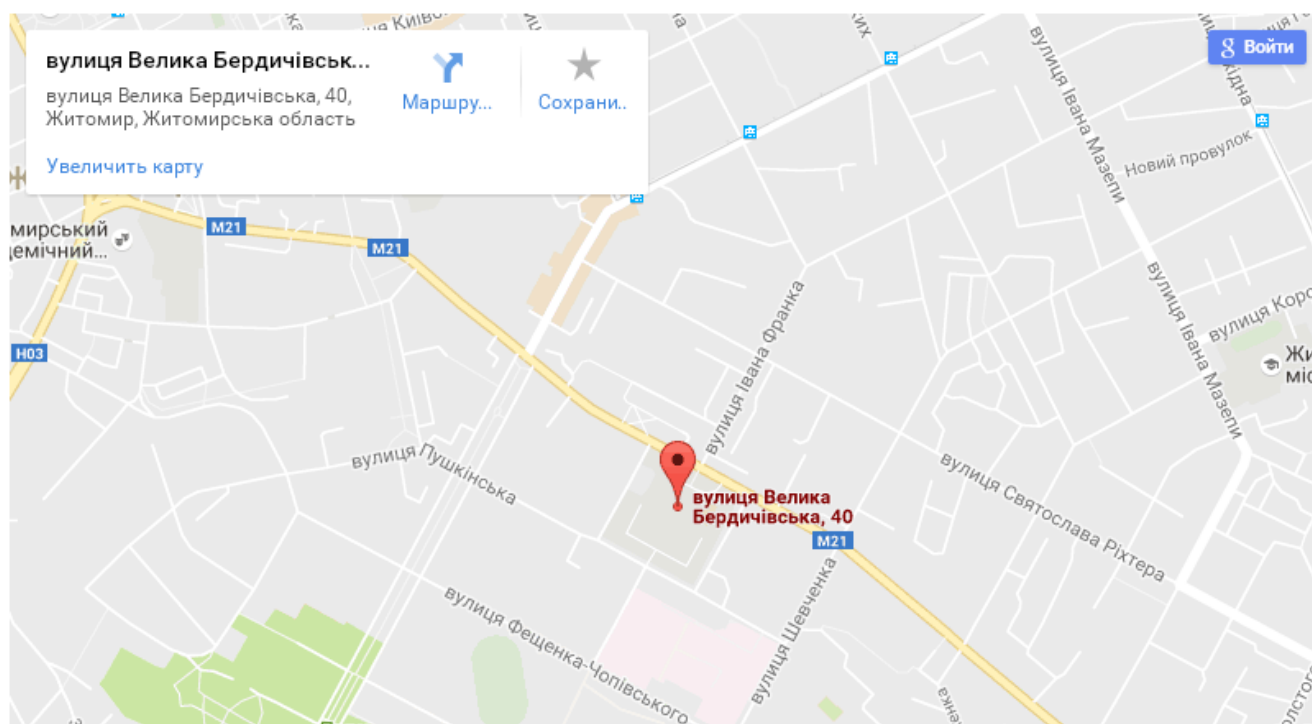 вулиця Велика Бердичівськ...
вулиця Велика Бердичівська, 40,
Житомир, Житомирська область
Маршру...
Сохрани..
Увеличить карту
Войти
Новий провулок
вулиця Івана Мазепи
вулиця Івана Мазепи
M21
M21
мирський
демічний...
H03
вулиця Івана Франка
вулиця Пушкінська
вулиця Велика
Бердичівська, 40
M21
вулиця Святослава Ріхтера
вулиця Шевченка
вулиця Фещенка-Чопівського